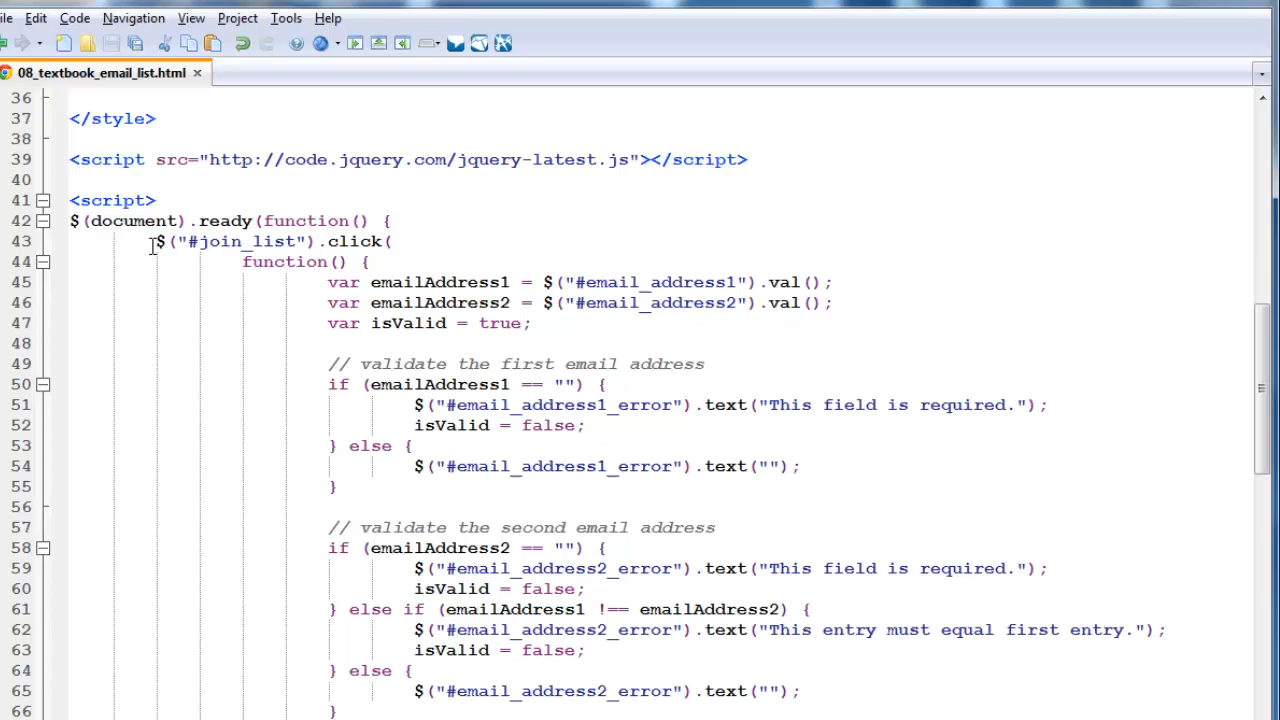 ile Edit Code Navigation View Project Tools Help
08_textbook_email_list.html
36
37 </style>
38
39 <script src="http://code.jquery.com/jquery-latest.js"></script>
40
41 <script>
42 $(document).ready(function() {
43 $("#join_list").click(
44 function() {
45 var emailAddress1 = $("#email_address1").val();
46 var emailAddress2 = $("#email_address2").val();
47 var isValid = true;
48
49 // validate the first email address
50 if (emailAddress1 == "") {
51 $("#email_address1_error").text("This field is required.");
52 isValid = false;
53 } else {
54 $("#email_address1_error").text("");
55 }
56
57 // validate the second email address
58 if (emailAddress2 == "") {
59 $("#email_address2_error").text("This field is required.");
60 isValid = false;
61 } else if (emailAddress1 !== emailAddress2) {
62 $("#email_address2_error").text("This entry must equal first entry.");
63 isValid = false;
64 } else {
65 $("#email_address2_error").text("");
66 }